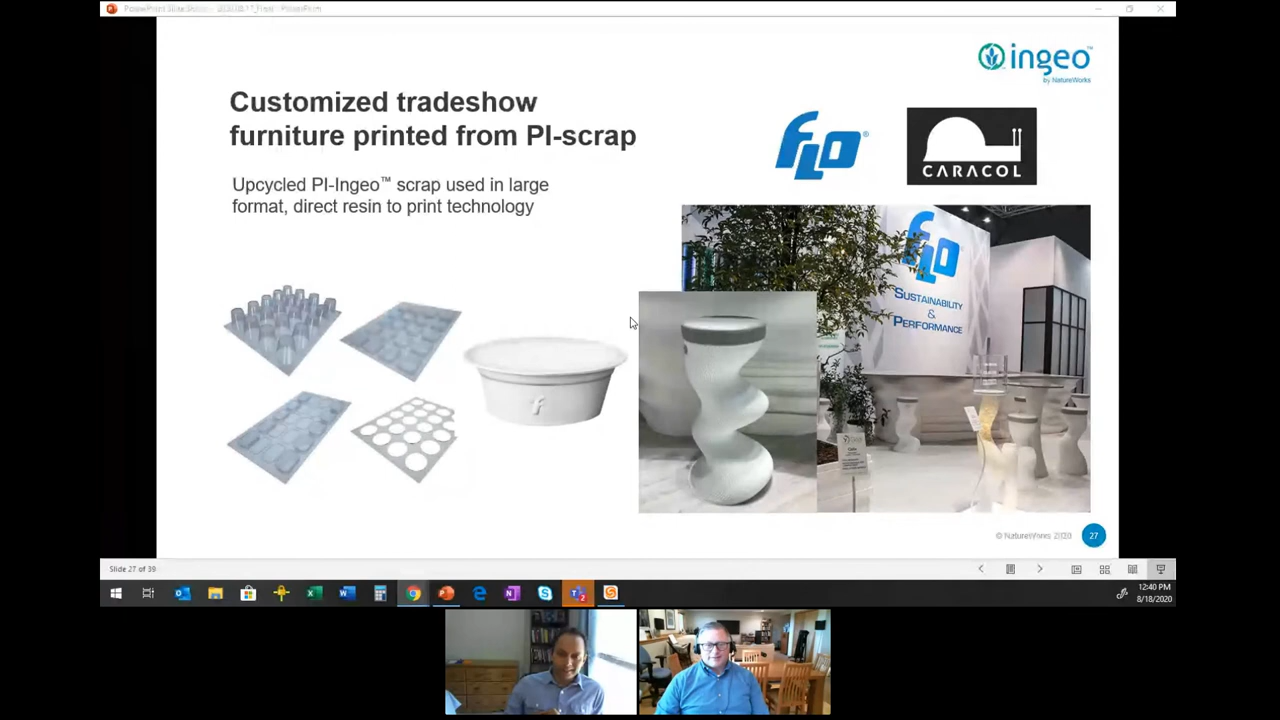 ingeo
by NatureWorks
Customized tradeshow
furniture printed from PI-scrap
Upcycled PI-Ingeo™ scrap used in large
format, direct resin to print technology
FLO®
CARACOL
FLO
SUSTAINABILITY
&
PERFORMANCE
f
© NatureWorks 2020
27
Slide 27 of 39
12:40 PM
8/18/2020